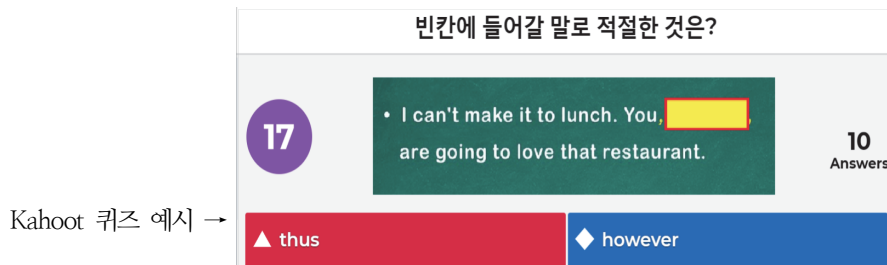 빈칸에 들어갈 말로 적절한 것은?
17
• I can't make it to lunch. You, ,
are going to love that restaurant.
10
Answers
Kahoot 퀴즈 예시 →
▲ thus
◆ however